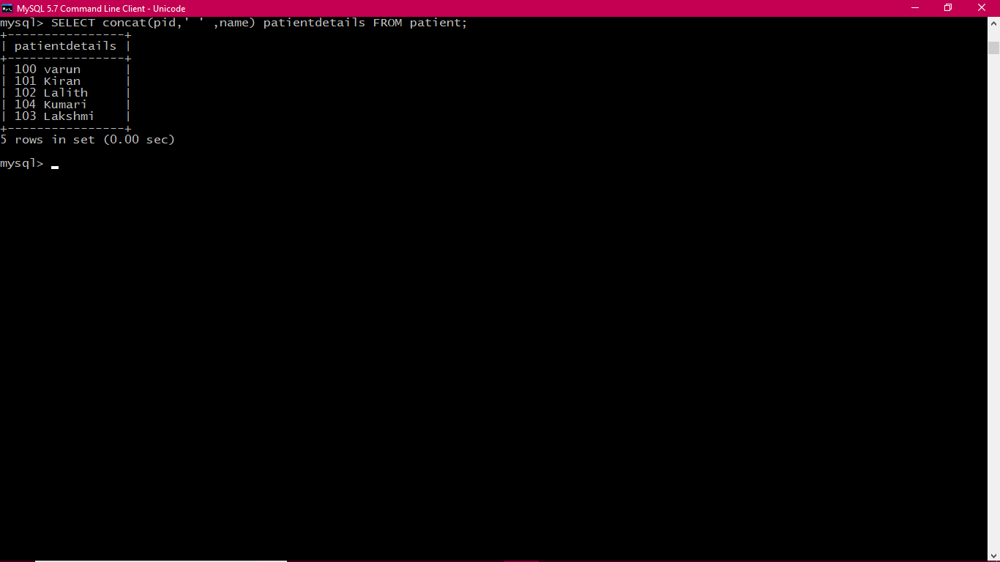 MySQL 5.7 Command Line Client - Unicode
mysql> SELECT concat(pid,' ' ,name) patientdetails FROM patient;
+----------------+
| patientdetails |
+----------------+
| 100 varun      |
| 101 Kiran      |
| 102 Lalith     |
| 104 Kumari     |
| 103 Lakshmi    |
+----------------+
5 rows in set (0.00 sec)
mysql>